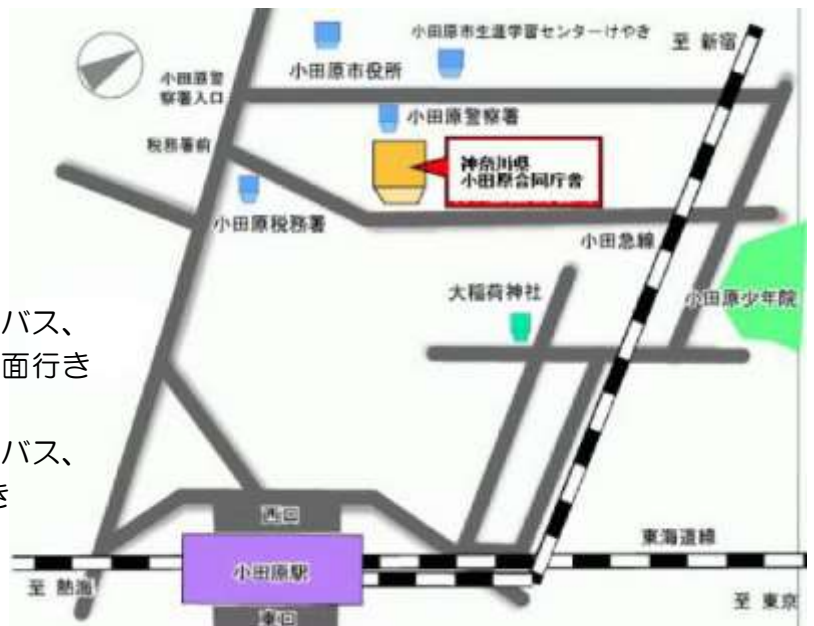 小田原市生涯学習センターけやき
至 新宿
小田原市役所
小田原警
察署入口
小田原警察署
税務署前
神奈川県
小田原合同庁舎
小田原税務署
小田急線
大稲荷神社
小田原少年院
バス、
面行き
バス、
き
西口
東海道線
小田原駅
至 熱海
至 東京
東口